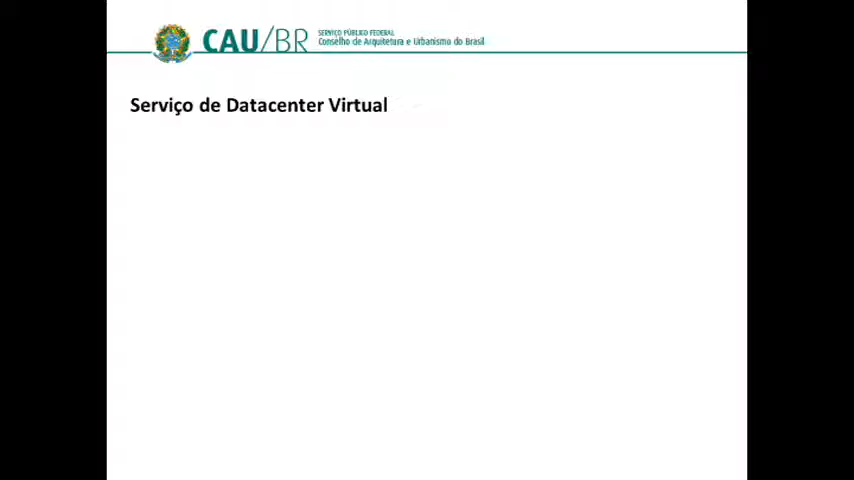 CAU/BR
SERVIÇO PÚBLICO FEDERAL
Conselho de Arquitetura e Urbanismo do Brasil
Serviço de Datacenter Virtual